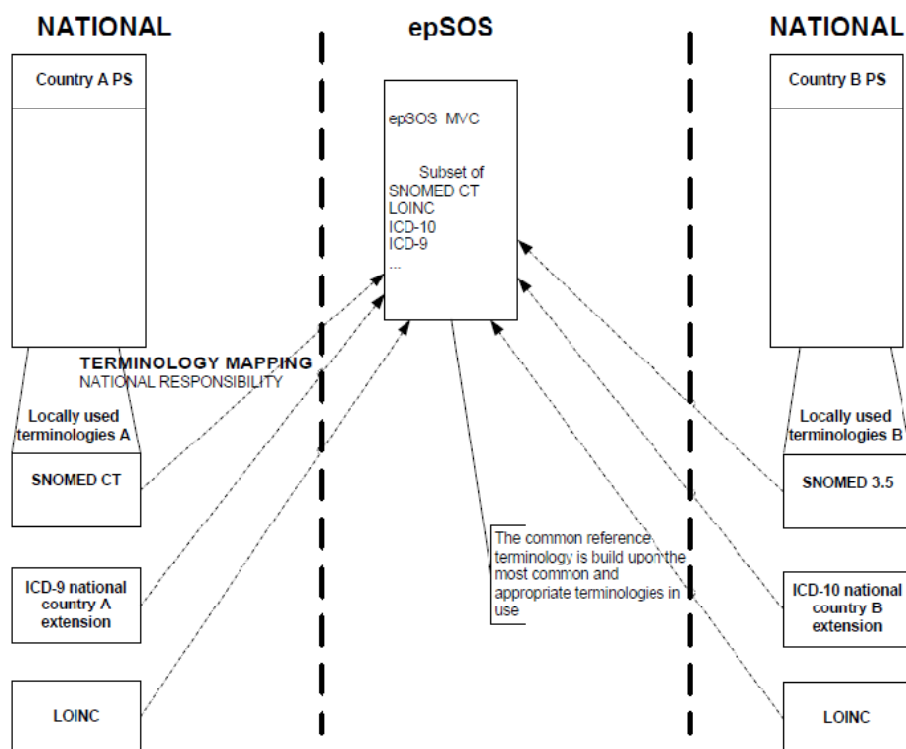 NATIONAL
epSOS
NATIONAL
Country A PS
epSOS MVC
Subset of
SNOMED CT
LOINC
ICD-10
ICD-9
...
Country B PS
TERMINOLOGY MAPPING
NATIONAL RESPONSIBILITY
Locally used
terminologies A
SNOMED CT
ICD-9 national
country A
extension
LOINC
The common reference
terminology is build upon the
most common and
appropriate terminologies in
use
Locally used
terminologies B
SNOMED 3.5
ICD-10 national
country B
extension
LOINC